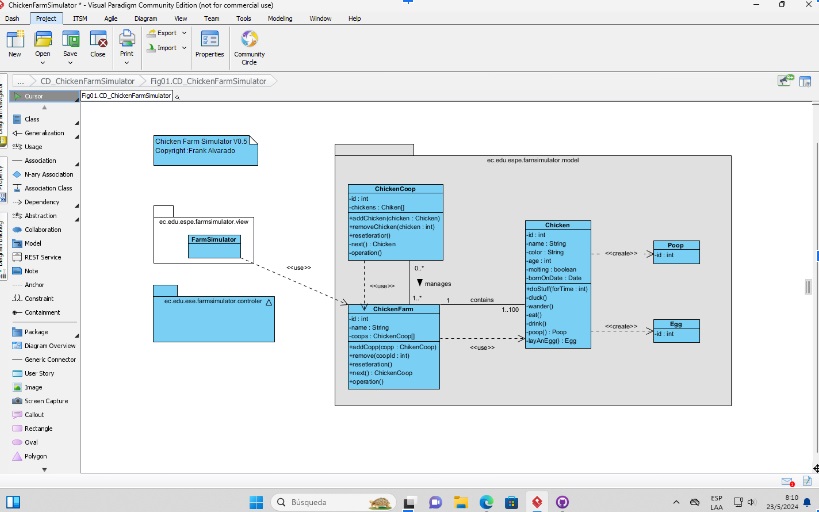 ChickenFarmSimulator * - Visual Paradigm Community Edition (not for commercial use)
Dash Project ITSM Agile Diagram View Team Tools Modeling Window Help
New Open Save Close Print Export Import Properties Community Circle
... CD_ChickenFarmSimulator Fig01.CD_ChickenFarmSimulator
Cursor
Fig01.CD_ChickenFarmSimulator
Class
Generalization
Usage
Association
N-ary Association
Association Class
Dependency
Abstraction
Collaboration
Model
REST Service
Note
Anchor
Constraint
Containment
Package
Diagram Overview
Generic Connector
User Story
Image
Screen Capture
Callout
Rectangle
Oval
Polygon
Chicken Farm Simulator V0.5
Copyright :Frank Alvarado
ec.edu.espe.farmsimulator.view
FarmSimulator
<<use>>
ec.edu.ese.farmsimulator.controler
ec.edu.espe.farmsimulator.model
ChickenCoop
-id : int
-chickens : Chiken[]
+addChicken(chicken : Chicken)
+removeChicken(chicken : int)
+resetIeration()
-next() : Chicken
-operation()
0..*
manages
1..*
ChickenFarm
-id : int
-name : String
-coops : ChickenCoop[]
+addCopp(copp : ChikenCoop)
+remove(coopId : int)
+resetIeration()
+next() : ChickenCoop
+operation()
1 contains 1..100
<<use>>
Chicken
-id : int
-name : String
-color : String
-age : int
-molting : boolean
-bornOnDate : Date
+doStuff(forTime : int)
-cluck()
-wander()
-eat()
-drink()
-poop() : Poop
-layAnEgg() : Egg
<<create>>
Poop
-id : int
<<create>>
Egg
-id : int
Búsqueda
ESP
LAA
8:10
23/5/2024